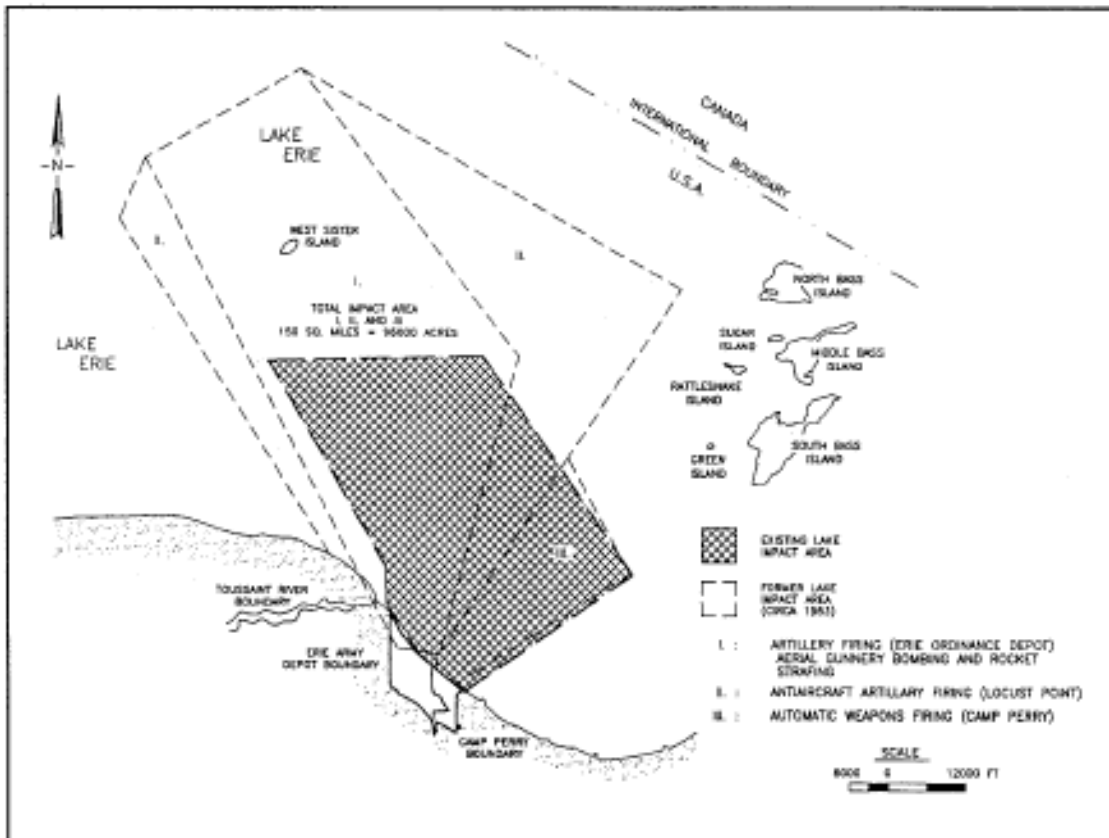 CANADA
INTERNATIONAL BOUNDARY
U.S.A.
LAKE
ERIE
-N-
II.
WEST SISTER
ISLAND
II.
I.
TOTAL IMPACT AREA
I, II, AND III
150 SQ. MILES = 96000 ACRES
NORTH BASS
ISLAND
SUGAR
ISLAND
MIDDLE BASS
ISLAND
LAKE
ERIE
RATTLESNAKE
ISLAND
SOUTH BASS
ISLAND
GREEN
ISLAND
III.
EXISTING LAKE
IMPACT AREA
FORMER LAKE
IMPACT AREA
TOUSSAINT RIVER
BOUNDARY
ERIE ARMY
DEPOT BOUNDARY
CAMP PERRY
BOUNDARY
I. : ARTILLERY FIRING (ERIE ORDINANCE DEPOT)
AERIAL GUNNERY BOMBING AND ROCKET
STRAFING
II. : ANTIAIRCRAFT ARTILLARY FIRING (LOCUST POINT)
III. : AUTOMATIC WEAPONS FIRING (CAMP PERRY)
SCALE
6000 0 12000 FT